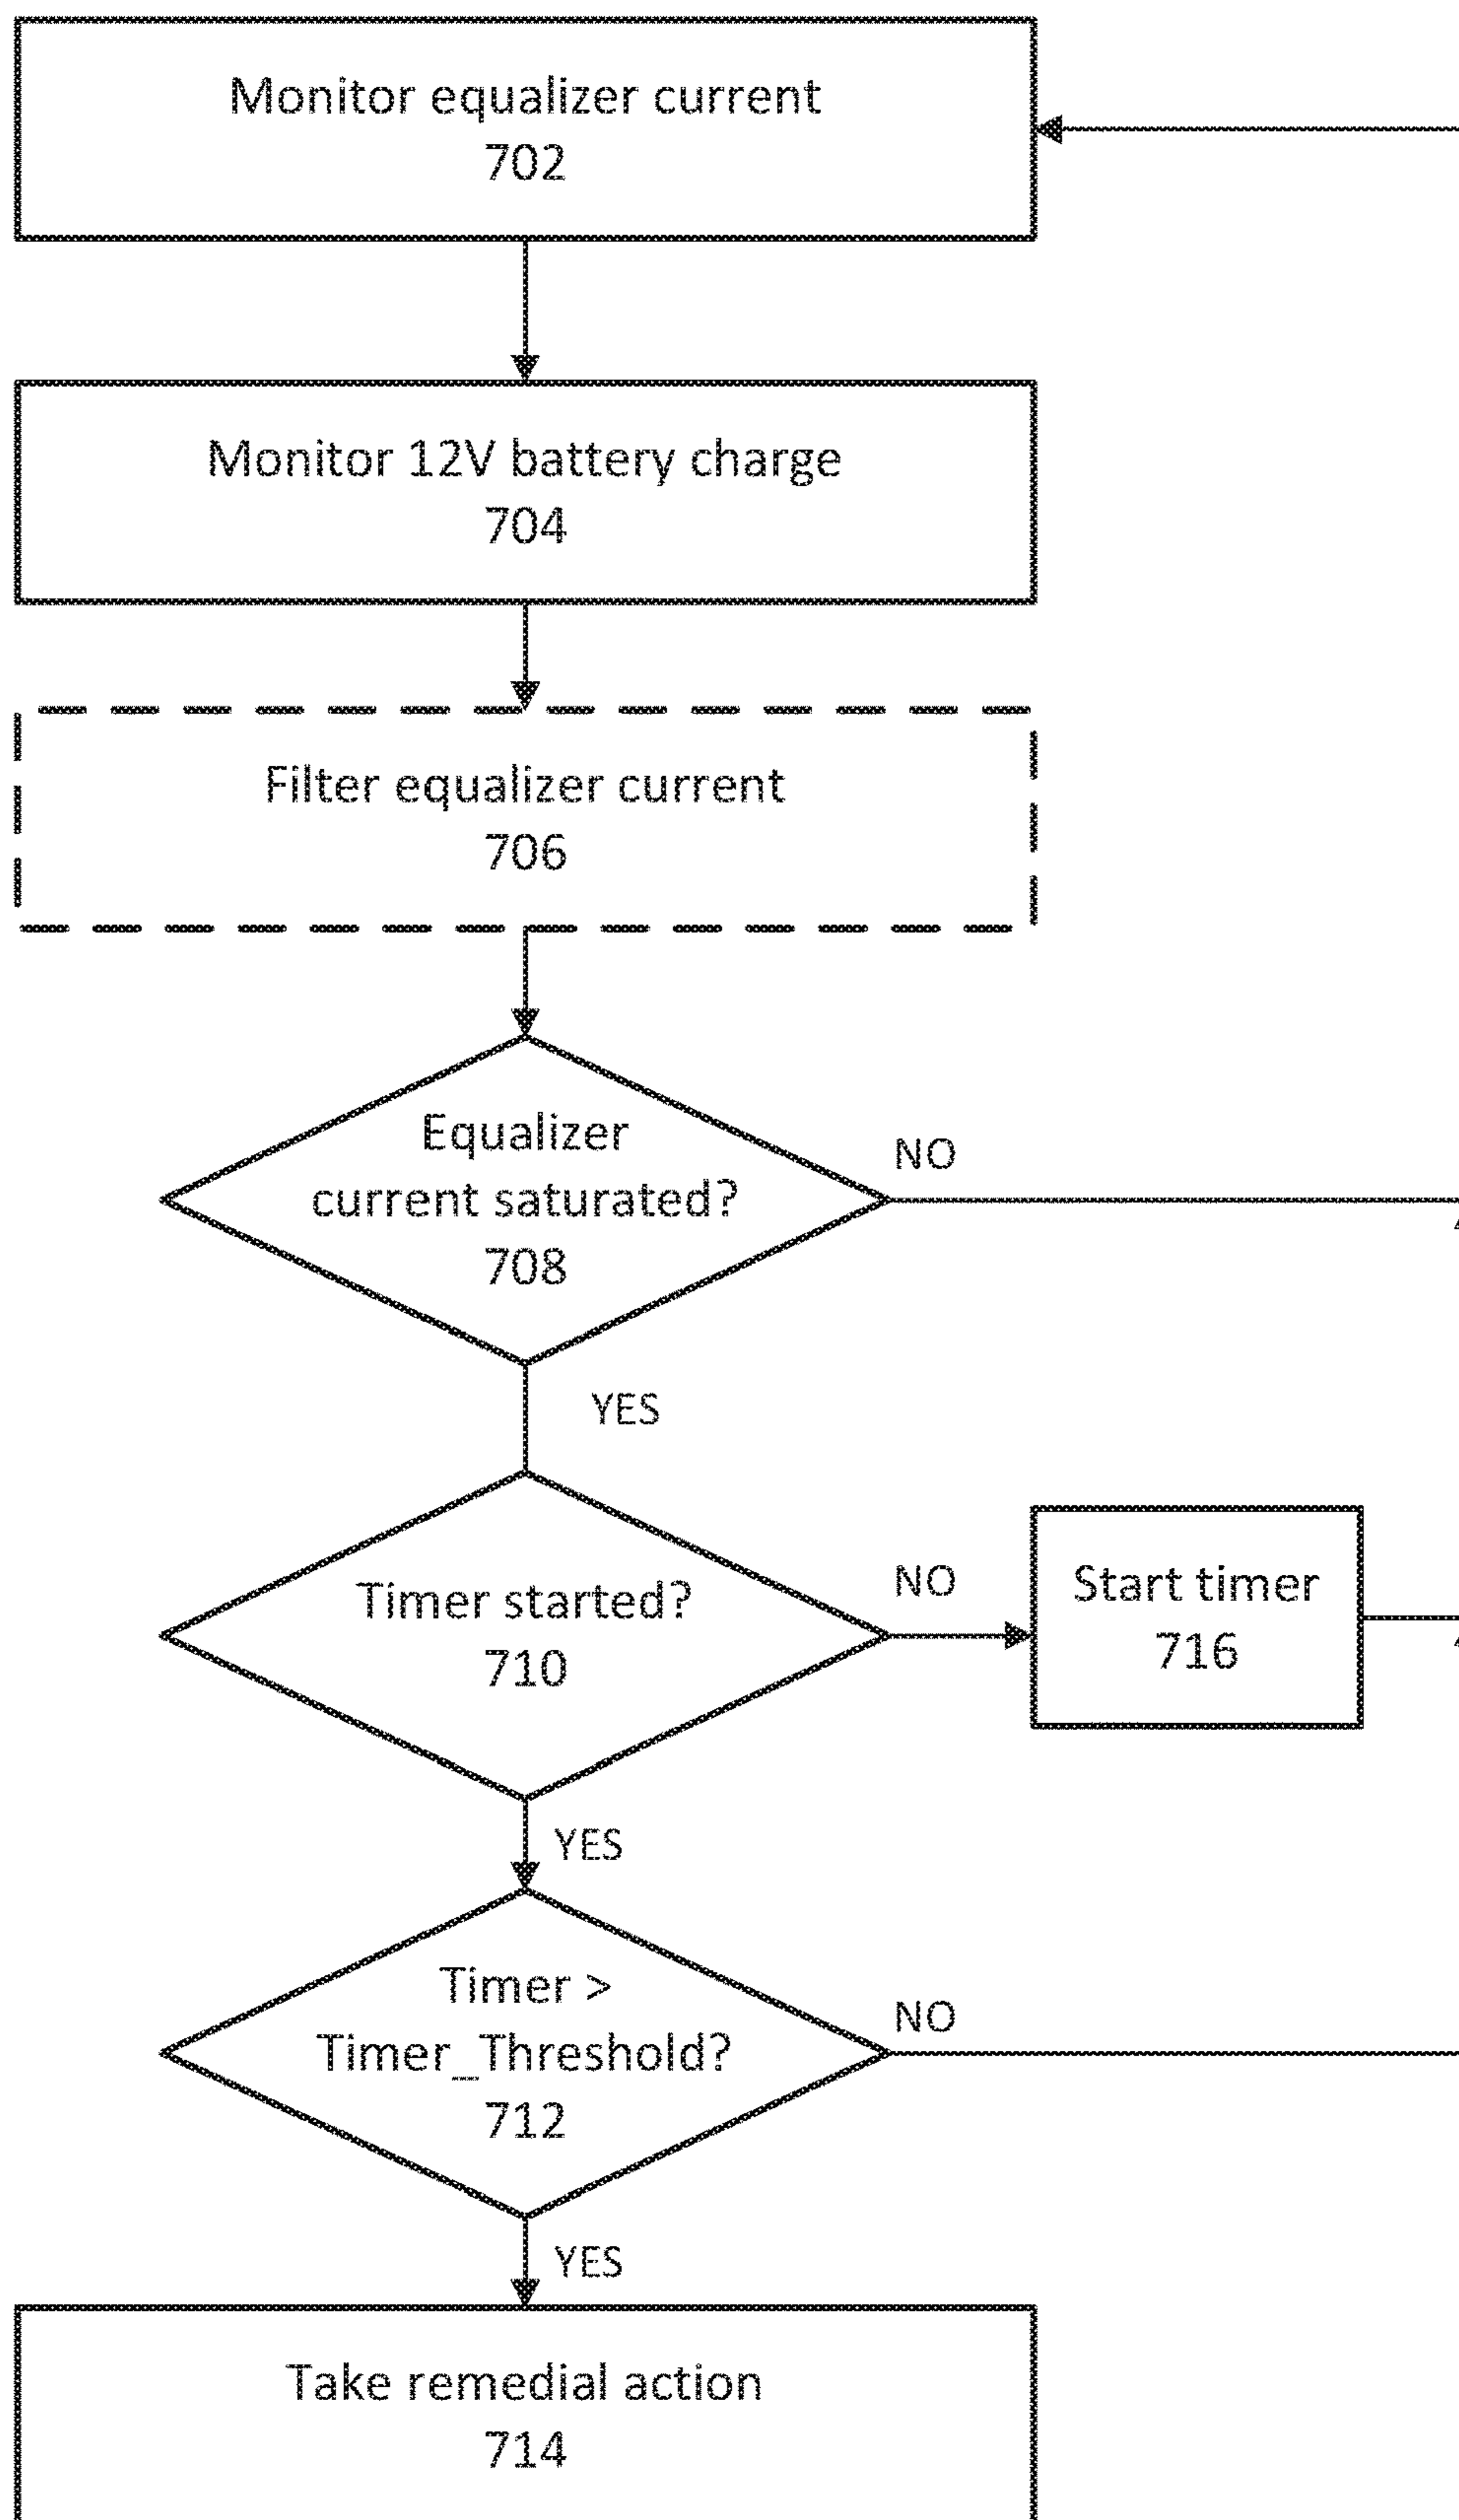 Monitor equalizer current
702
Monitor 12V battery charge
704
Filter equalizer current
706
Equalizer
current saturated?
708
NO
YES
Timer started?
710
NO
Start timer
716
YES
Timer >
Timer_Threshold?
712
NO
YES
Take remedial action
714